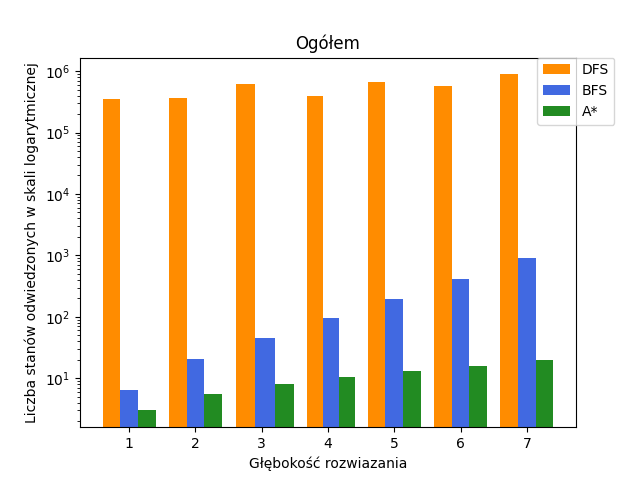 Ogółem
Liczba stanów odwiedzonych w skali logarytmicznej
10⁶
10⁵
10⁴
10³
10²
10¹
DFS
BFS
A*
1 2 3 4 5 6 7
Głębokość rozwiazania